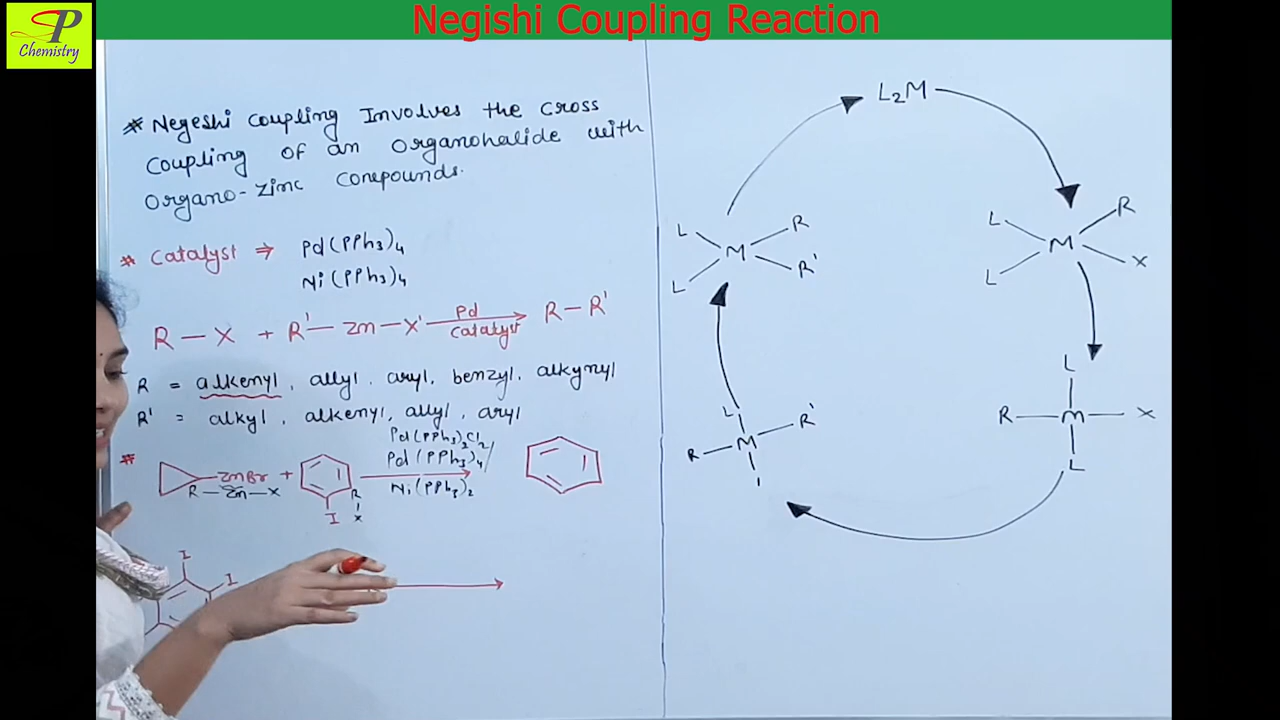 Negishi Coupling Reaction
SP
Chemistry
* Negeshi coupling Involves the cross
coupling of an organohalide with
organo-zinc compounds.
* Catalyst ⇒ Pd(PPh3)4
Ni(PPh3)4
R — X + R' — Zn — X' Pd catalyst R — R'
R = alkenyl, allyl, aryl, benzyl, alkynyl
R' = alkyl, alkenyl, allyl, aryl
*
Pd(PPh3)2Cl2/
Pd(PPh3)4
Ni(PPh3)2
ZnBr +
R — Zn — X
I
R
X
I
I
L2M
L
R
M
L
X
L
R — M — X
L
L
R'
R — M
L
R
M
L
R'